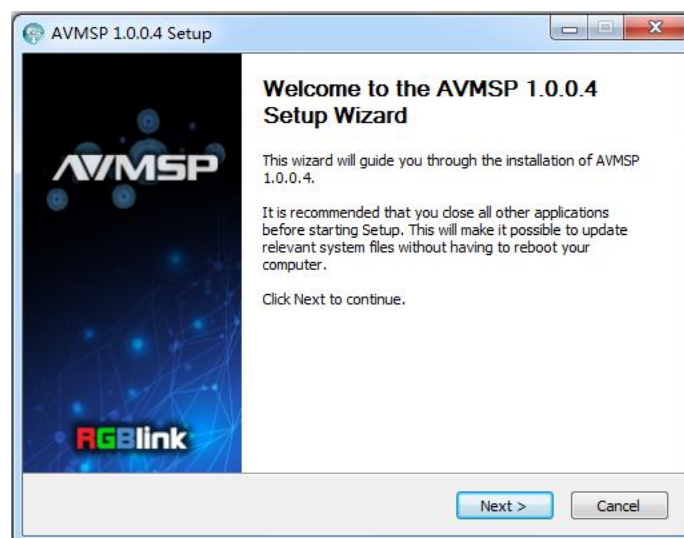 AVMSP 1.0.0.4 Setup
AVMSP
RGBlink
Welcome to the AVMSP 1.0.0.4
Setup Wizard
This wizard will guide you through the installation of AVMSP
1.0.0.4.
It is recommended that you close all other applications
before starting Setup. This will make it possible to update
relevant system files without having to reboot your
computer.
Click Next to continue.
Next >
Cancel